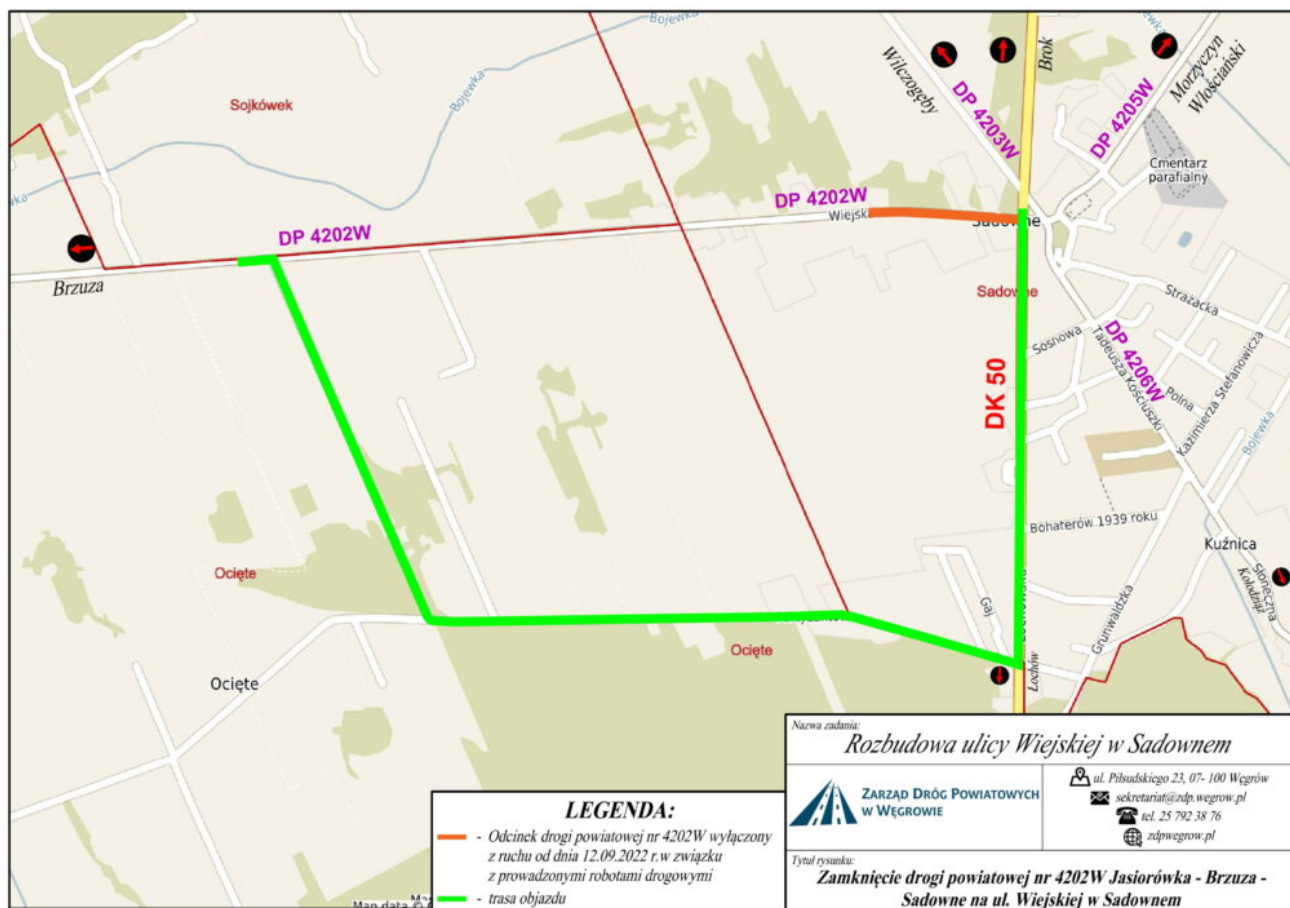 Bojewka
Wilczogęby
Brok
Morzyczyn
Włościański
Sojkówek
Bojewka
DP 4203W
DP 4205W
Cmentarz
parafialny
DP 4202W
Wiejsk
Sadowne
DP 4202W
Brzuza
Sadowne
Strażacka
Sosnowa
Tadeusza Kościuszki
DP 4206W
Polna
Kazimierza Stefanowicza
Bojewka
DK 50
Bohaterów 1939 roku
Kuźnica
Słoneczna
Kołodziąż
Ocięte
Gaj
Grunwaldzka
Ocięte
Łochów
Ocięte
Nazwa zadania:
Rozbudowa ulicy Wiejskiej w Sadownem
ZARZĄD DRÓG POWIATOWYCH
W WĘGROWIE
ul. Piłsudskiego 23, 07- 100 Węgrów
sekretariat@zdp.wegrow.pl
tel. 25 792 38 76
zdpwegrow.pl
Tytuł rysunku:
Zamknięcie drogi powiatowej nr 4202W Jasiorówka - Brzuza -
Sadowne na ul. Wiejskiej w Sadownem
LEGENDA:
- Odcinek drogi powiatowej nr 4202W wyłączony
z ruchu od dnia 12.09.2022 r.w związku
z prowadzonymi robotami drogowymi
- trasa objazdu
Map data ©